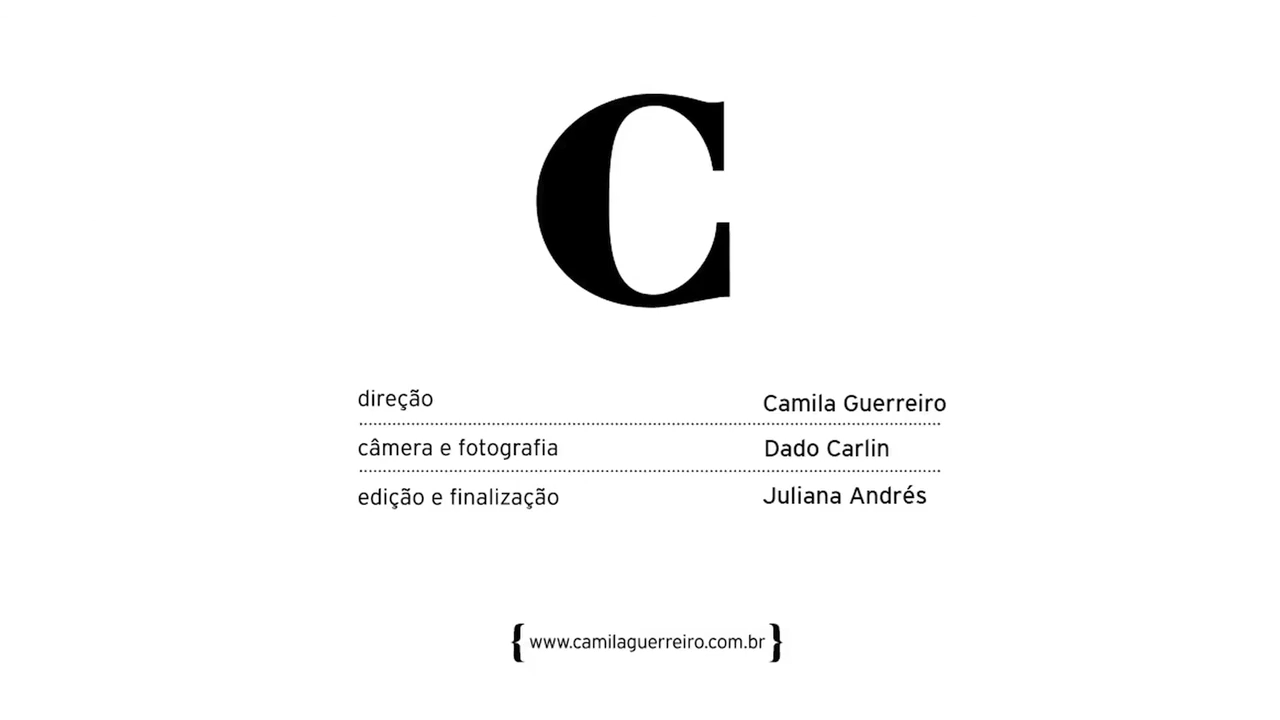 C
direção Camila Guerreiro
câmera e fotografia Dado Carlin
edição e finalização Juliana Andrés
{ www.camilaguerreiro.com.br }